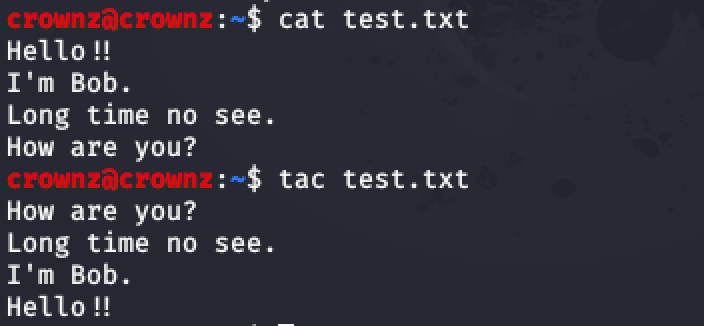 crownz@crownz:~$ cat test.txt
Hello!!
I'm Bob.
Long time no see.
How are you?
crownz@crownz:~$ tac test.txt
How are you?
Long time no see.
I'm Bob.
Hello!!